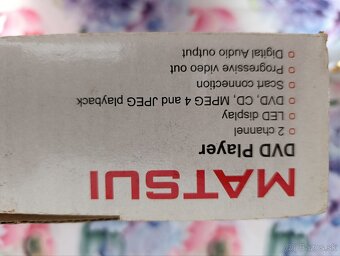 MATSUI
DVD Player
2 channel
LED display
DVD, CD, MPEG 4 and JPEG playback
Scart connection
Progressive video out
Digital Audio output